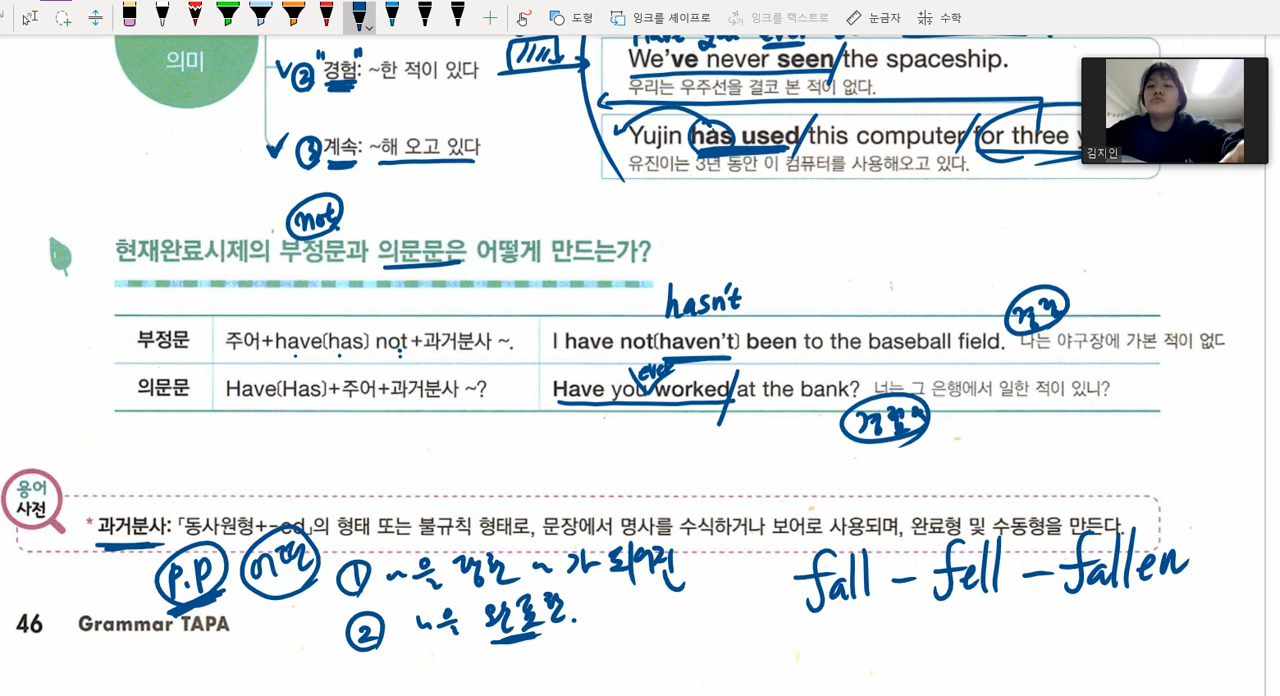 도형 잉크를 셰이프로 잉크를 텍스트로 눈금자 수학
의미
② "경험": ~한 적이 있다
③ 계속: ~해 오고 있다
We've never seen the spaceship.
우리는 우주선을 결코 본 적이 없다.
Yujin has used this computer for three
유진이는 3년 동안 이 컴퓨터를 사용해오고 있다.
김지인
not
현재완료시제의 부정문과 의문문은 어떻게 만드는가?
hasn't
부정문 주어+have(has) not+과거분사 ~. I have not(haven't) been to the baseball field. 나는 야구장에 가본 적이 없다
ever
의문문 Have(Has)+주어+과거분사 ~? Have you worked at the bank? 너는 그 은행에서 일한 적이 있니?
용어
사전
* 과거분사: 「동사원형+-ed」의 형태 또는 불규칙 형태로, 문장에서 명사를 수식하거나 보어로 사용되며, 완료형 및 수동형을 만든다.
P.P
① ~을 당한 ~가 되어진
② ~을 완료한.
fall - fell - fallen
46 Grammar TAPA